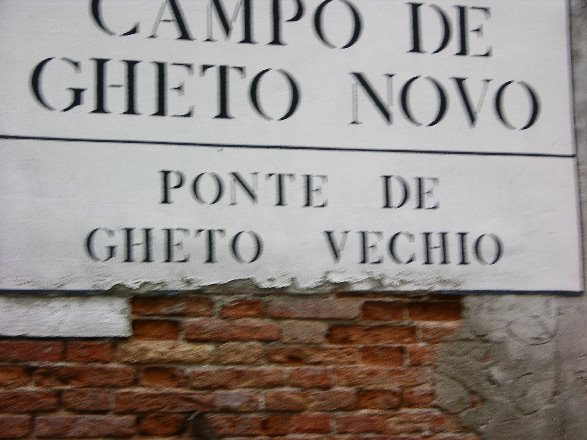 CAMPO DE
GHETO NOVO
PONTE DE
GHETO VECHIO